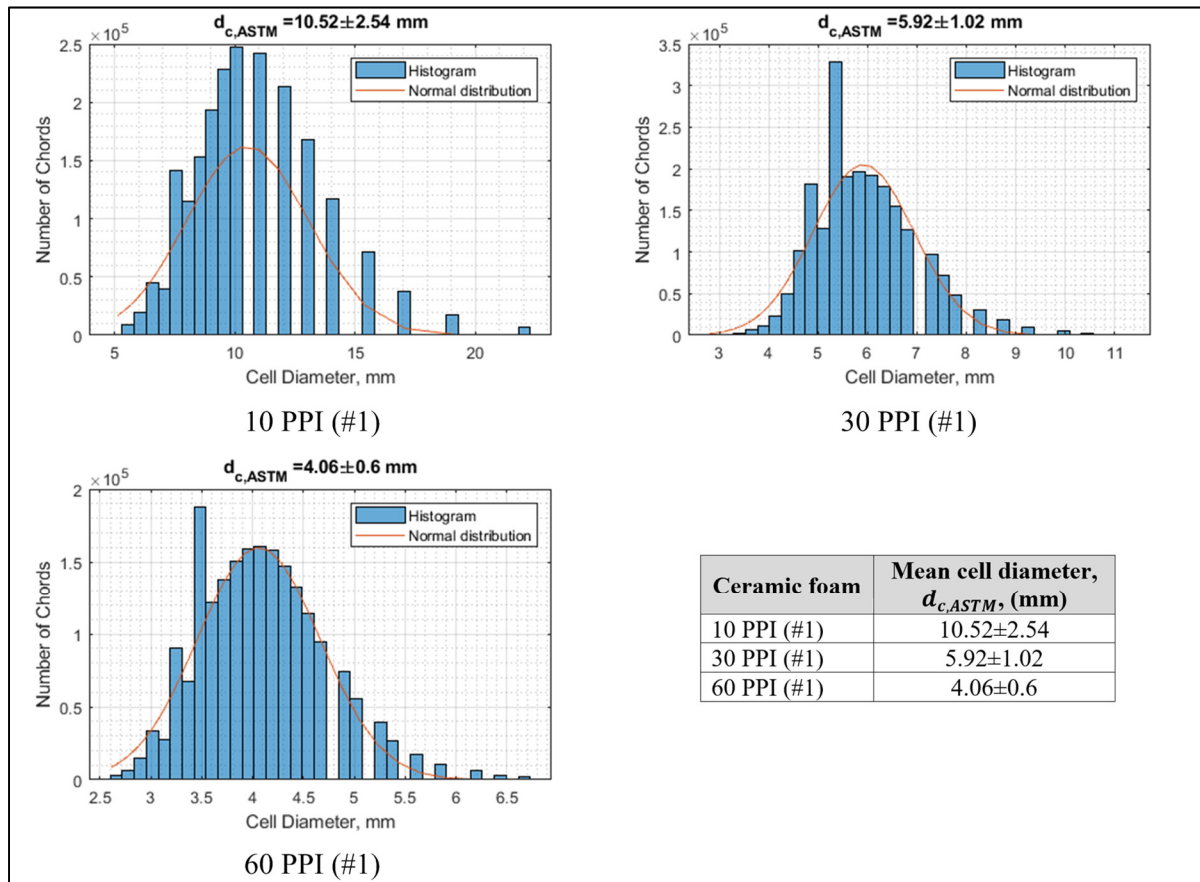 d_c,ASTM =10.52±2.54 mm
×10^5
2.5
2
1.5
1
0.5
0
Number of Chords
Histogram
Normal distribution
5 10 15 20
Cell Diameter, mm
10 PPI (#1)
d_c,ASTM =5.92±1.02 mm
×10^5
3.5
3
2.5
2
1.5
1
0.5
0
Number of Chords
Histogram
Normal distribution
3 4 5 6 7 8 9 10 11
Cell Diameter, mm
30 PPI (#1)
d_c,ASTM =4.06±0.6 mm
×10^5
2
1.5
1
0.5
0
Number of Chords
Histogram
Normal distribution
2.5 3 3.5 4 4.5 5 5.5 6 6.5
Cell Diameter, mm
60 PPI (#1)
Ceramic foam Mean cell diameter,
d_c,ASTM, (mm)
10 PPI (#1) 10.52±2.54
30 PPI (#1) 5.92±1.02
60 PPI (#1) 4.06±0.6